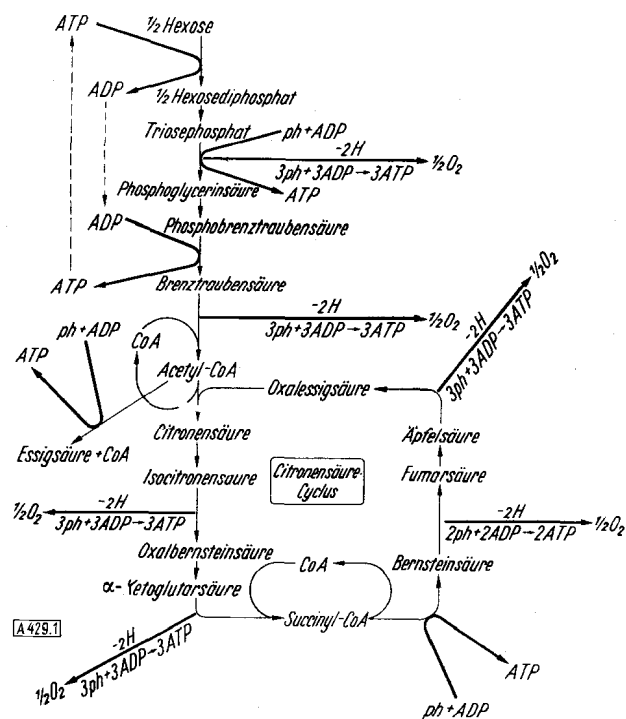 ATP
½ Hexose
ADP
½ Hexosediphosphat
Triosephosphat
ph+ADP
-2H
3ph+3ADP→3ATP
½O₂
ATP
Phosphoglycerinsäure
ADP
Phosphobrenztraubensäure
ATP
Brenztraubensäure
-2H
3ph+3ADP→3ATP
½O₂
½O₂
-2H
3ph+3ADP→3ATP
ph+ADP
ATP
CoA
Acetyl-CoA
Oxalessigsäure
Citronensäure
Äpfelsäure
Essigsäure+CoA
Isocitronensäure
Citronensäure-
Cyclus
Fumarsäure
½O₂
-2H
3ph+3ADP→3ATP
-2H
2ph+2ADP→2ATP
½O₂
Oxalbernsteinsäure
CoA
Bernsteinsäure
α-Ketoglutarsäure
Succinyl-CoA
A 429.1
-2H
3ph+3ADP→3ATP
½O₂
ATP
ph+ADP